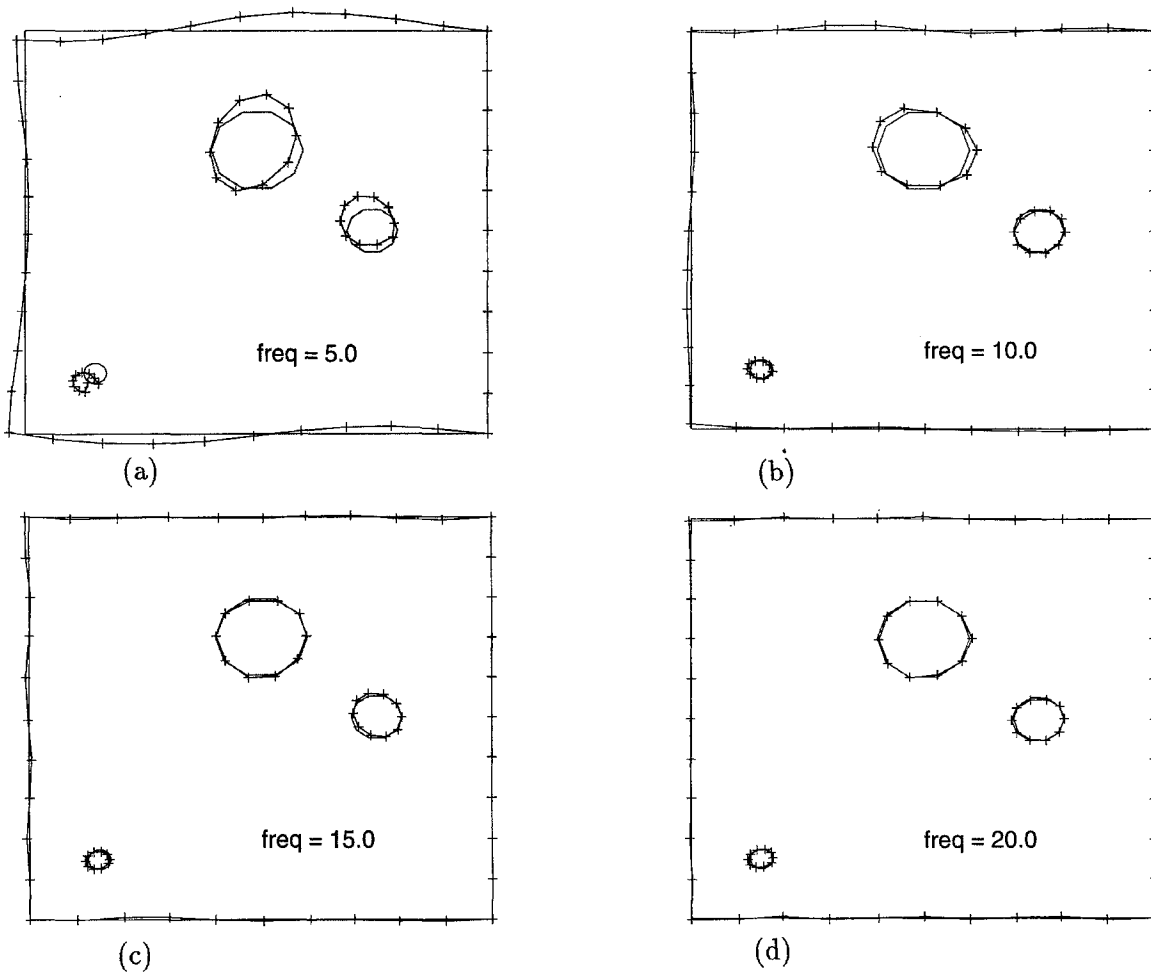 freq = 5.0
(a)
freq = 10.0
(b)
freq = 15.0
(c)
freq = 20.0
(d)